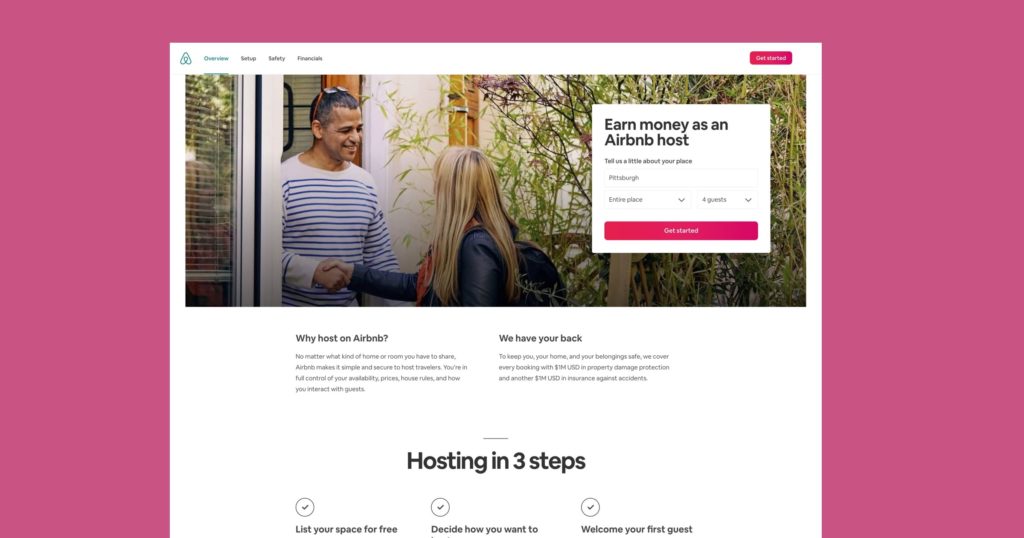 Overview
Setup
Safety
Financials
Get started
Earn money as an
Airbnb host
Tell us a little about your place
Pittsburgh
Entire place
4 guests
Get started
Why host on Airbnb?
No matter what kind of home or room you have to share,
Airbnb makes it simple and secure to host travelers. You're in
full control of your availability, prices, house rules, and how
you interact with guests.
We have your back
To keep you, your home, and your belongings safe, we cover
every booking with $1M USD in property damage protection
and another $1M USD in insurance against accidents.
Hosting in 3 steps
List your space for free
Decide how you want to
Welcome your first guest